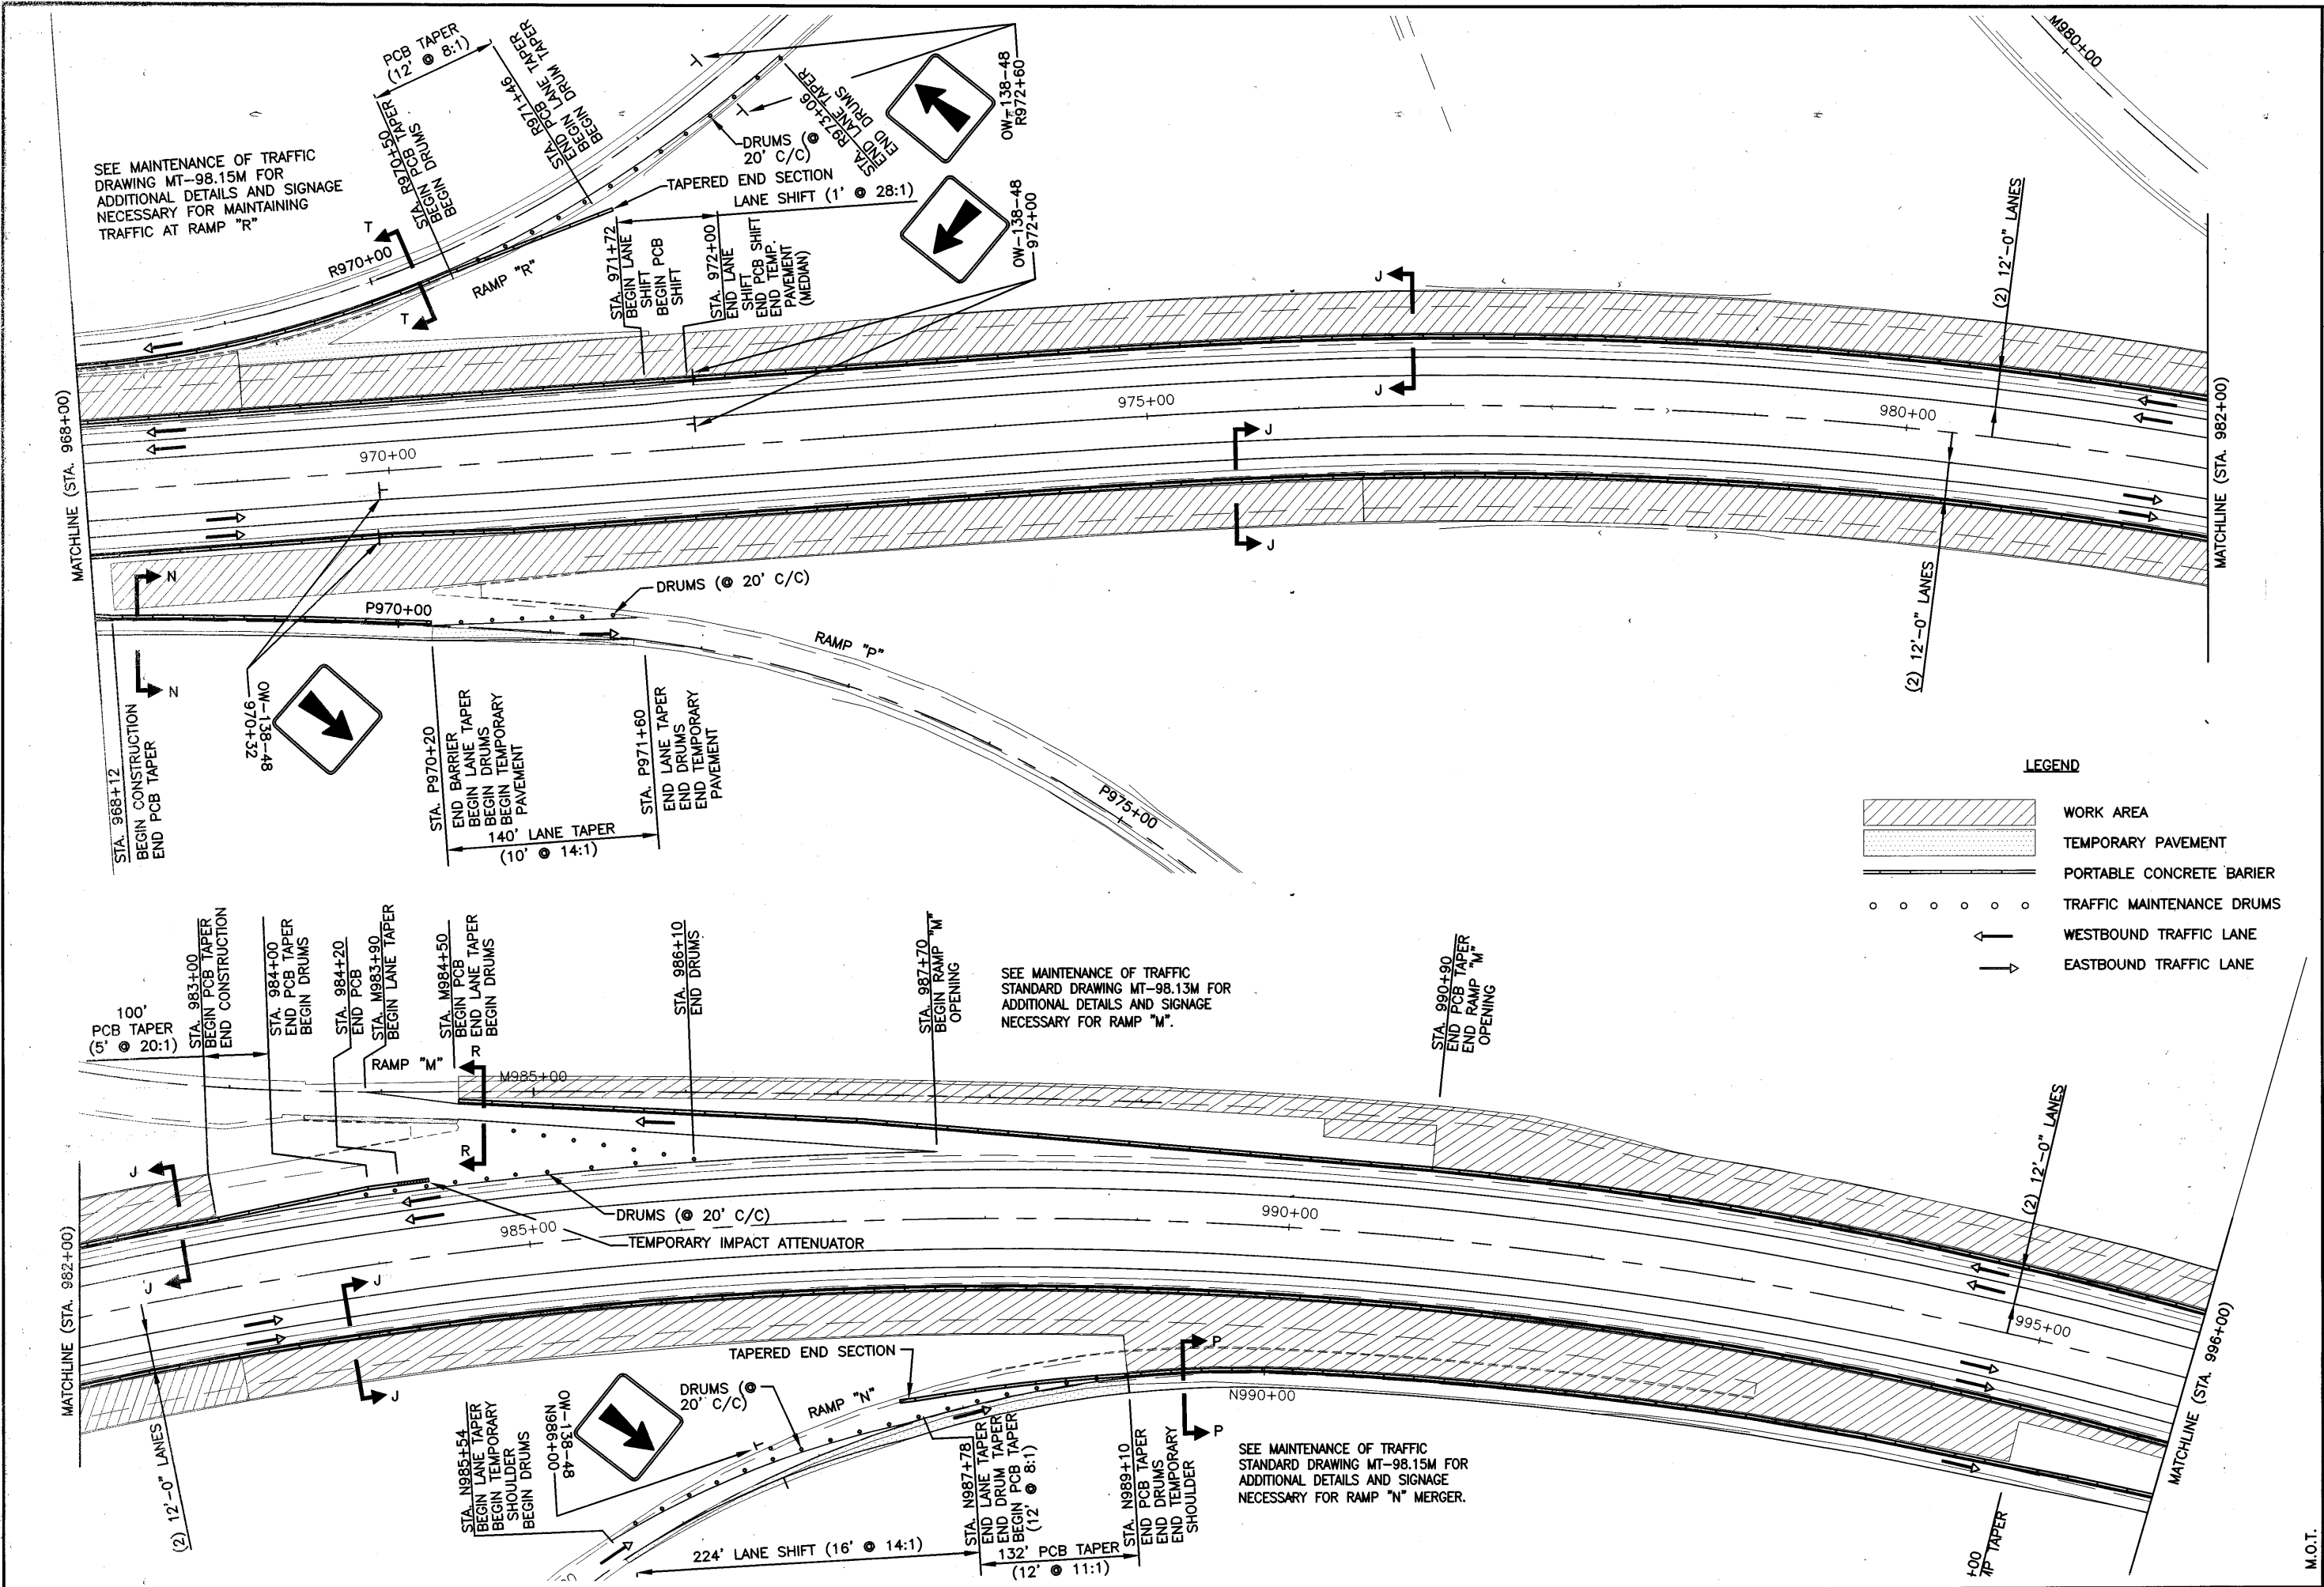 PCB TAPER
(12' @ 8:1)
STA. R970+50
BEGIN PCB TAPER
BEGIN DRUMS
STA. R971+46
END PCB TAPER
BEGIN LANE TAPER
BEGIN DRUM TAPER
STA. R973+06
END LANE TAPER
END DRUMS
OW-138-48
R972+60
M980+00
SEE MAINTENANCE OF TRAFFIC
DRAWING MT-98.15M FOR
ADDITIONAL DETAILS AND SIGNAGE
NECESSARY FOR MAINTAINING
TRAFFIC AT RAMP "R"
DRUMS (@
20' C/C)
TAPERED END SECTION
LANE SHIFT (1' @ 28:1)
T
T
R970+00
RAMP "R"
STA. 971+72
BEGIN LANE
SHIFT
BEGIN PCB
SHIFT
STA. 972+00
END LANE
SHIFT
END PCB SHIFT
END TEMP.
PAVEMENT
(MEDIAN)
OW-138-48
972+00
J
J
(2) 12'-0" LANES
MATCHLINE (STA. 968+00)
970+00
975+00
980+00
MATCHLINE (STA. 982+00)
J
J
(2) 12'-0" LANES
N
N
P970+00
DRUMS (@ 20' C/C)
RAMP "P"
P975+00
STA. 968+12
BEGIN CONSTRUCTION
END PCB TAPER
OW-138-48
970+32
STA. P970+20
END BARRIER
BEGIN LANE TAPER
BEGIN DRUMS
BEGIN TEMPORARY
PAVEMENT
STA. P971+60
END LANE TAPER
END DRUMS
END TEMPORARY
PAVEMENT
140' LANE TAPER
(10' @ 14:1)
LEGEND
WORK AREA
TEMPORARY PAVEMENT
PORTABLE CONCRETE BARIER
TRAFFIC MAINTENANCE DRUMS
WESTBOUND TRAFFIC LANE
EASTBOUND TRAFFIC LANE
100'
PCB TAPER
(5' @ 20:1)
STA. 983+00
BEGIN PCB TAPER
END CONSTRUCTION
STA. 984+00
END PCB TAPER
BEGIN DRUMS
STA. 984+20
END PCB
STA. M983+90
BEGIN LANE TAPER
STA. M984+50
BEGIN PCB
END LANE TAPER
BEGIN DRUMS
STA. 986+10
END DRUMS
STA. 987+70
BEGIN RAMP "M"
OPENING
SEE MAINTENANCE OF TRAFFIC
STANDARD DRAWING MT-98.13M FOR
ADDITIONAL DETAILS AND SIGNAGE
NECESSARY FOR RAMP "M".
STA. 990+90
END PCB TAPER
END RAMP "M"
OPENING
RAMP "M"
R
R
M985+00
J
J
DRUMS (@ 20' C/C)
TEMPORARY IMPACT ATTENUATOR
985+00
990+00
995+00
(2) 12'-0" LANES
MATCHLINE (STA. 982+00)
MATCHLINE (STA. 996+00)
J
J
(2) 12'-0" LANES
TAPERED END SECTION
P
P
N990+00
RAMP "N"
DRUMS (@
20' C/C)
OW-138-48
N986+00
STA. N985+54
BEGIN LANE TAPER
BEGIN TEMPORARY
SHOULDER
BEGIN DRUMS
STA. N987+78
END LANE TAPER
END DRUM TAPER
BEGIN PCB TAPER
(12' @ 8:1)
STA. N989+10
END PCB TAPER
END DRUMS
END TEMPORARY
SHOULDER
224' LANE SHIFT (16' @ 14:1)
132' PCB TAPER
(12' @ 11:1)
SEE MAINTENANCE OF TRAFFIC
STANDARD DRAWING MT-98.15M FOR
ADDITIONAL DETAILS AND SIGNAGE
NECESSARY FOR RAMP "N" MERGER.
+00
TAPER
M.O.T.